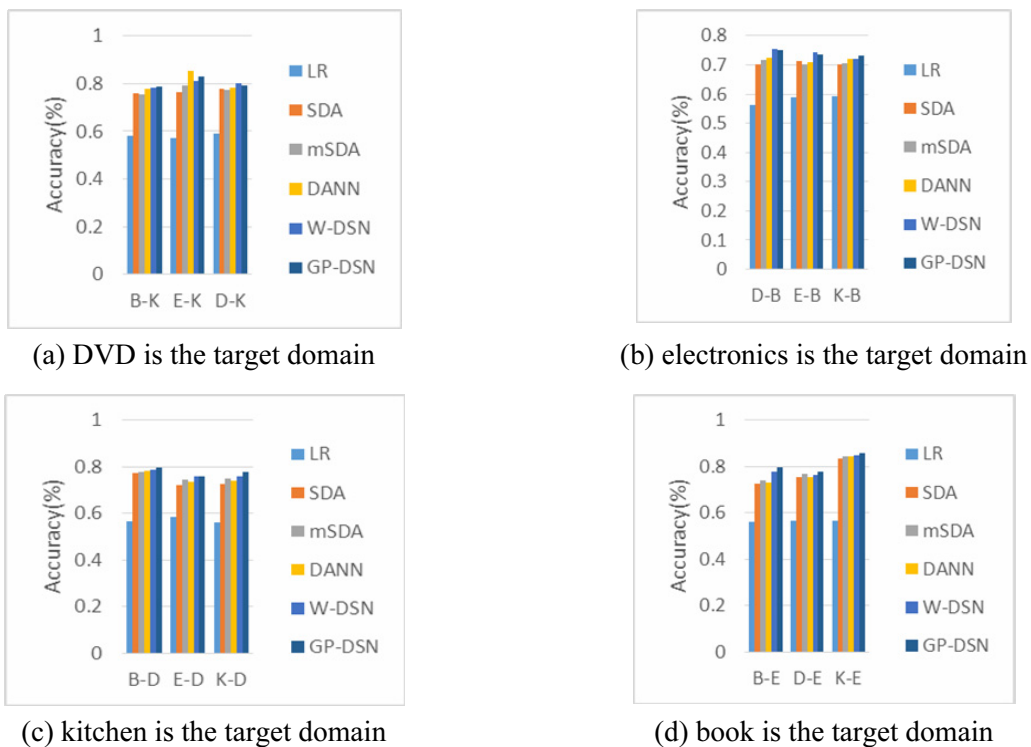 1
0.8
0.6
0.4
0.2
0
Accuracy(%)
B-K E-K D-K
LR
SDA
mSDA
DANN
W-DSN
GP-DSN
(a) DVD is the target domain
0.8
0.7
0.6
0.5
0.4
0.3
0.2
0.1
0
Accuracy(%)
D-B E-B K-B
LR
SDA
mSDA
DANN
W-DSN
GP-DSN
(b) electronics is the target domain
1
0.8
0.6
0.4
0.2
0
Accuracy(%)
B-D E-D K-D
LR
SDA
mSDA
DANN
W-DSN
GP-DSN
(c) kitchen is the target domain
1
0.8
0.6
0.4
0.2
0
Accuracy(%)
B-E D-E K-E
LR
SDA
mSDA
DANN
W-DSN
GP-DSN
(d) book is the target domain